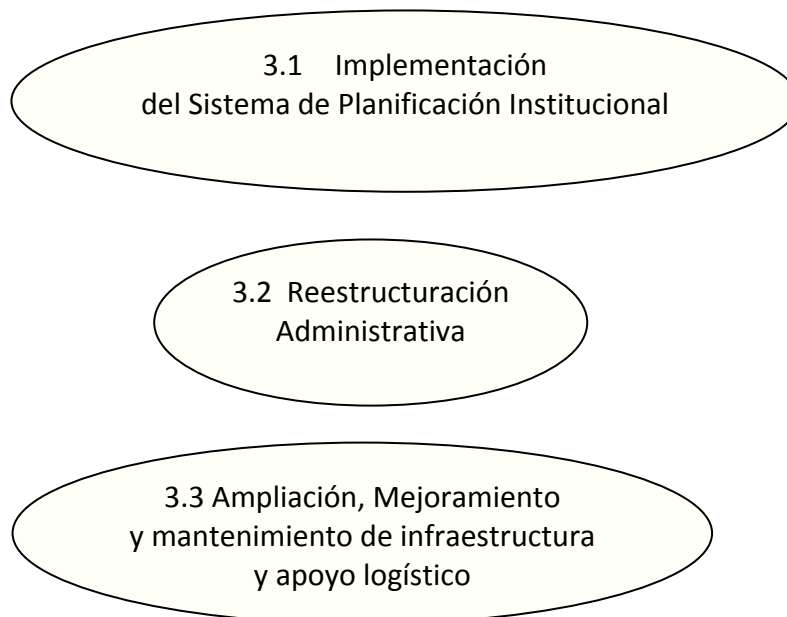 3.1 Implementación
del Sistema de Planificación Institucional
3.2 Reestructuración
Administrativa
3.3 Ampliación, Mejoramiento
y mantenimiento de infraestructura
y apoyo logístico